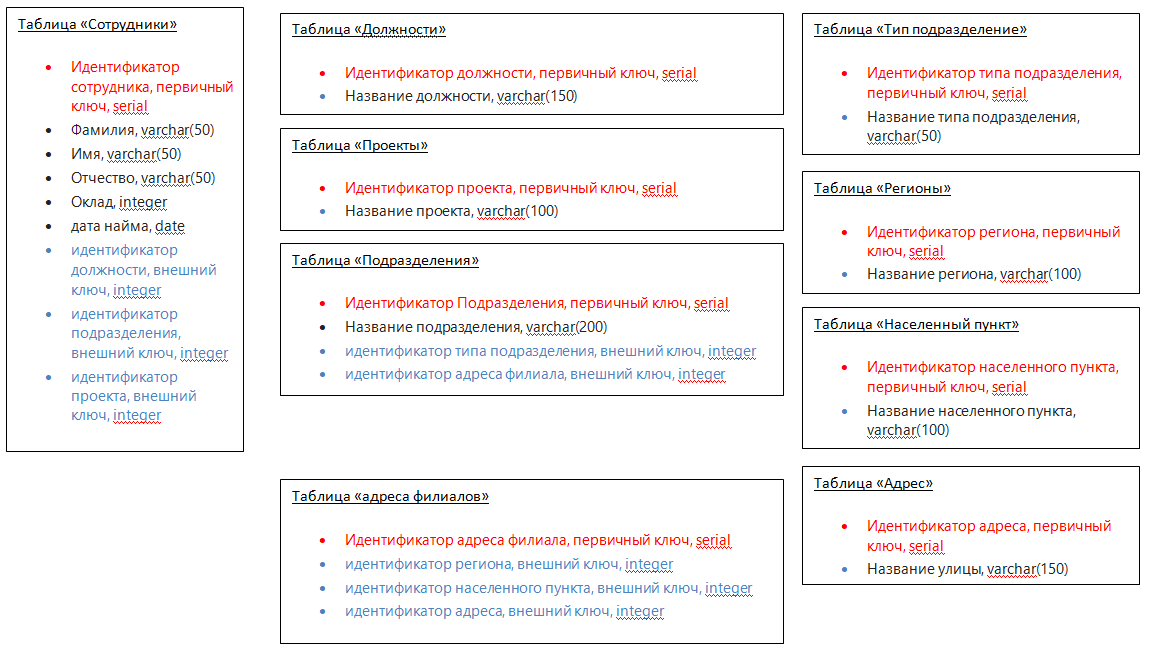 Таблица «Сотрудники»
Идентификатор
сотрудника, первичный
ключ, serial
Фамилия, varchar(50)
Имя, varchar(50)
Отчество, varchar(50)
Оклад, integer
дата найма, date
идентификатор
должности, внешний
ключ, integer
идентификатор
подразделения,
внешний ключ, integer
идентификатор
проекта, внешний
ключ, integer
Таблица «Должности»
Идентификатор должности, первичный ключ, serial
Название должности, varchar(150)
Таблица «Проекты»
Идентификатор проекта, первичный ключ, serial
Название проекта, varchar(100)
Таблица «Подразделения»
Идентификатор Подразделения, первичный ключ, serial
Название подразделения, varchar(200)
идентификатор типа подразделения, внешний ключ, integer
идентификатор адреса филиала, внешний ключ, integer
Таблица «адреса филиалов»
Идентификатор адреса филиала, первичный ключ, serial
идентификатор региона, внешний ключ, integer
идентификатор населенного пункта, внешний ключ, integer
идентификатор адреса, внешний ключ, integer
Таблица «Тип подразделение»
Идентификатор типа подразделения,
первичный ключ, serial
Название типа подразделения,
varchar(50)
Таблица «Регионы»
Идентификатор региона, первичный
ключ, serial
Название региона, varchar(100)
Таблица «Населенный пункт»
Идентификатор населенного пункта,
первичный ключ, serial
Название населенного пункта,
varchar(100)
Таблица «Адрес»
Идентификатор адреса, первичный
ключ, serial
Название улицы, varchar(150)